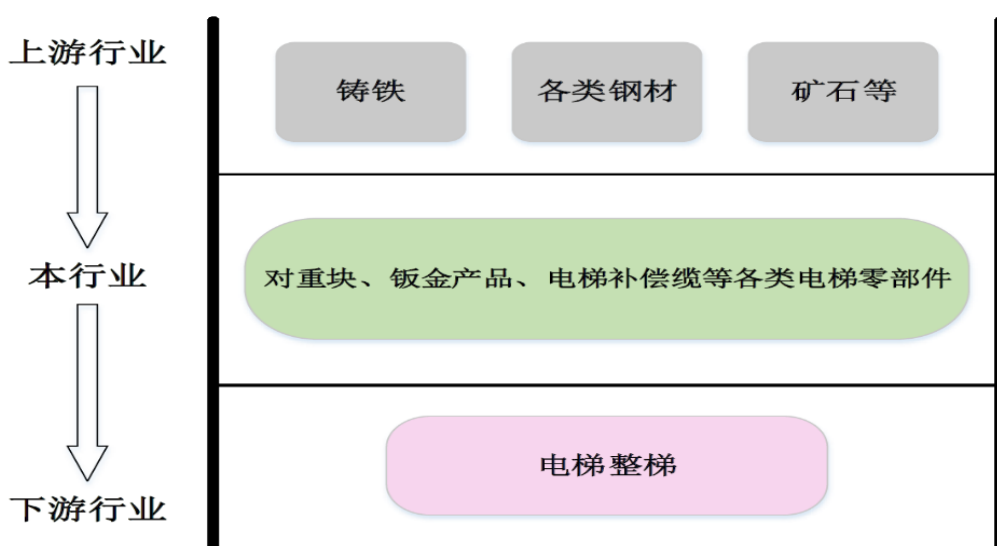 上游行业
铸铁
各类钢材
矿石等
本行业
对重块、钣金产品、电梯补偿缆等各类电梯零部件
电梯整梯
下游行业